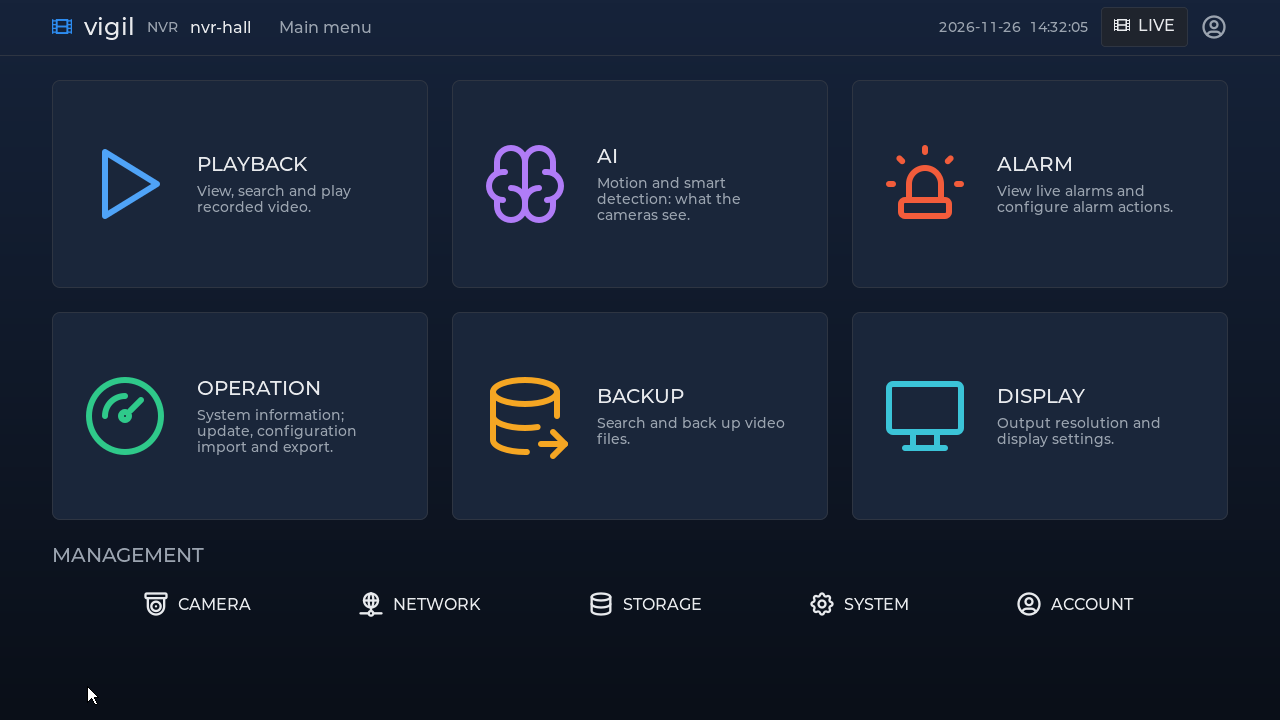 vigil NVR nvr-hall Main menu 2026-11-26 14:32:05 LIVE
PLAYBACK
View, search and play
recorded video.
AI
Motion and smart
detection: what the
cameras see.
ALARM
View live alarms and
configure alarm actions.
OPERATION
System information;
update, configuration
import and export.
BACKUP
Search and back up video
files.
DISPLAY
Output resolution and
display settings.
MANAGEMENT
CAMERA NETWORK STORAGE SYSTEM ACCOUNT